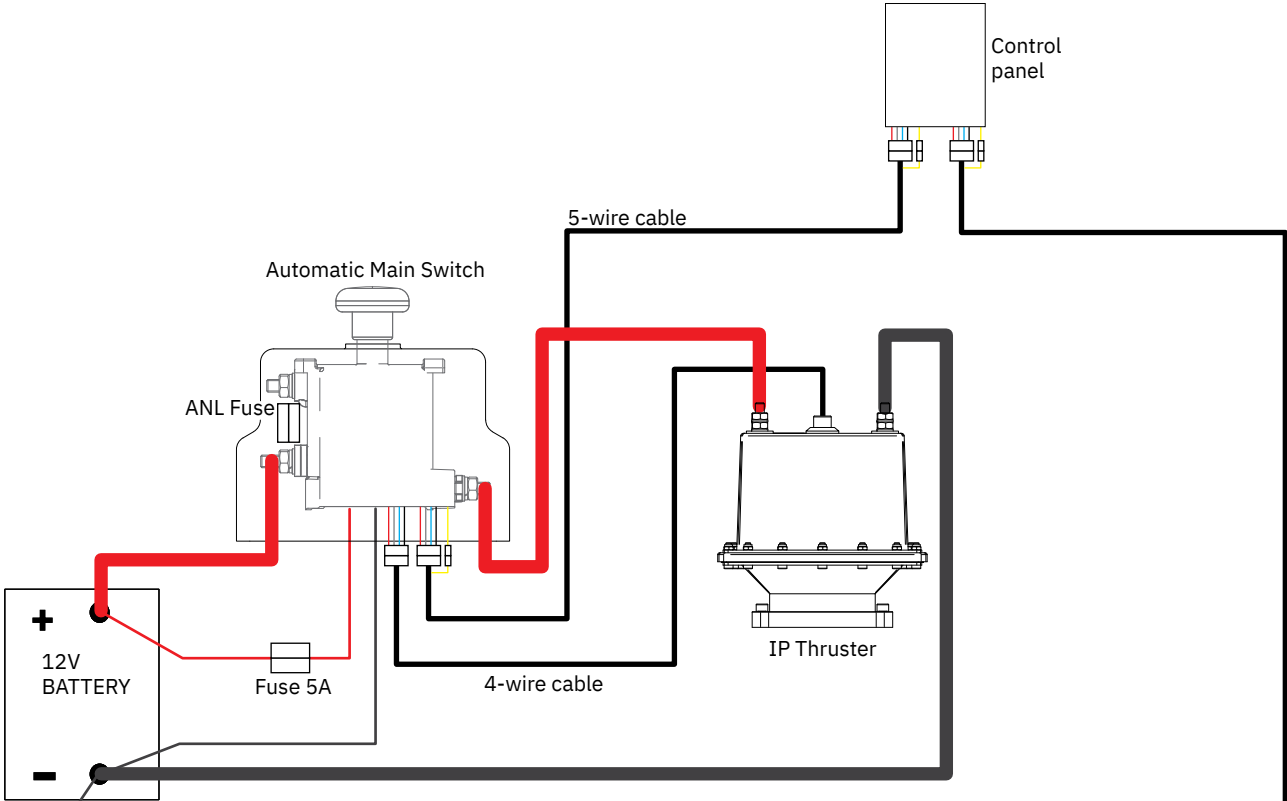 Control
panel
5-wire cable
Automatic Main Switch
ANL Fuse
+
12V
BATTERY
Fuse 5A
4-wire cable
IP Thruster
-